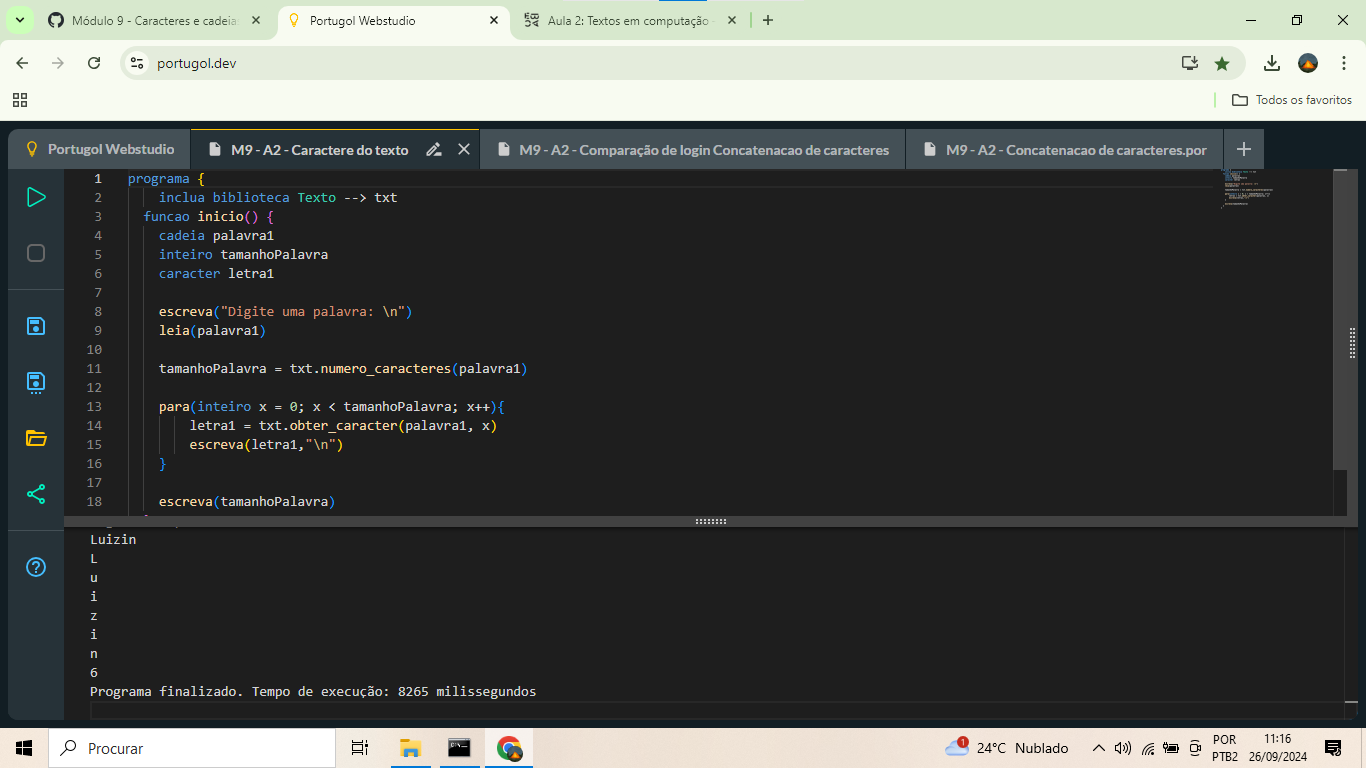 Módulo 9 - Caracteres e cadeia
Portugol Webstudio
Aula 2: Textos em computação
portugol.dev
Todos os favoritos
Portugol Webstudio
M9 - A2 - Caractere do texto
M9 - A2 - Comparação de login Concatenacao de caracteres
M9 - A2 - Concatenacao de caracteres.por
1 programa {
2 inclua biblioteca Texto --> txt
3 funcao inicio() {
4 cadeia palavra1
5 inteiro tamanhoPalavra
6 caracter letra1
7
8 escreva("Digite uma palavra: \n")
9 leia(palavra1)
10
11 tamanhoPalavra = txt.numero_caracteres(palavra1)
12
13 para(inteiro x = 0; x < tamanhoPalavra; x++){
14 letra1 = txt.obter_caracter(palavra1, x)
15 escreva(letra1,"\n")
16 }
17
18 escreva(tamanhoPalavra)
Luizin
L
u
i
z
i
n
6
Programa finalizado. Tempo de execução: 8265 milissegundos
Procurar
1
24°C Nublado
POR
PTB2
11:16
26/09/2024